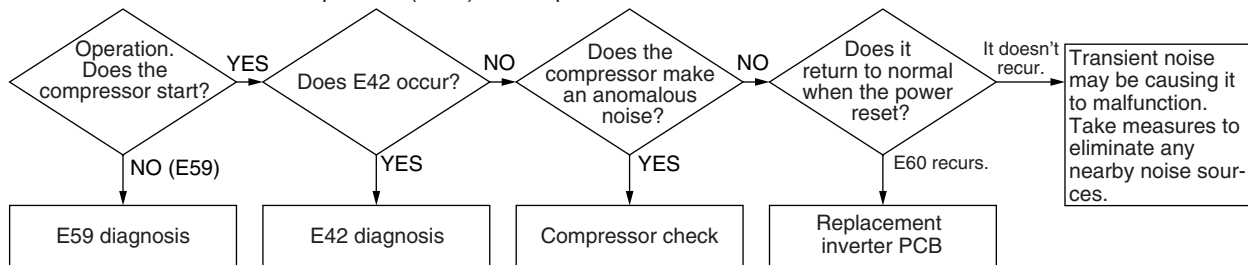 Operation.
Does the
compressor start?
YES
NO (E59)
E59 diagnosis
Does E42 occur?
NO
YES
E42 diagnosis
Does the
compressor make
an anomalous
noise?
NO
YES
Compressor check
Does it
return to normal
when the power
reset?
It doesn't
recur.
E60 recurs.
Replacement
inverter PCB
Transient noise
may be causing it
to malfunction.
Take measures to
eliminate any
nearby noise sour-
ces.